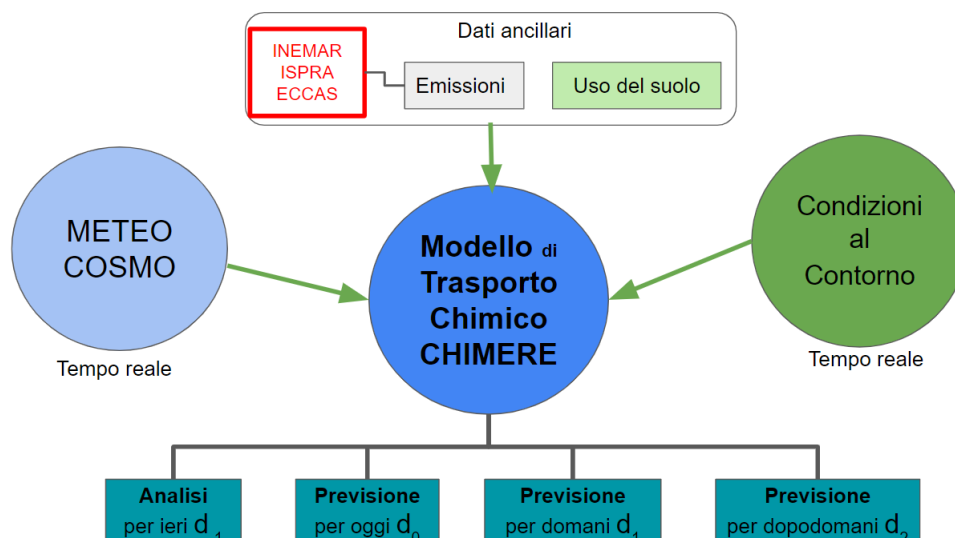 Dati ancillari
INEMAR
ISPRA
ECCAS
Emissioni
Uso del suolo
METEO
COSMO
Tempo reale
Modello di
Trasporto
Chimico
CHIMERE
Condizioni
al
Contorno
Tempo reale
Analisi
per ieri d-1
Previsione
per oggi d0
Previsione
per domani d1
Previsione
per dopodomani d2